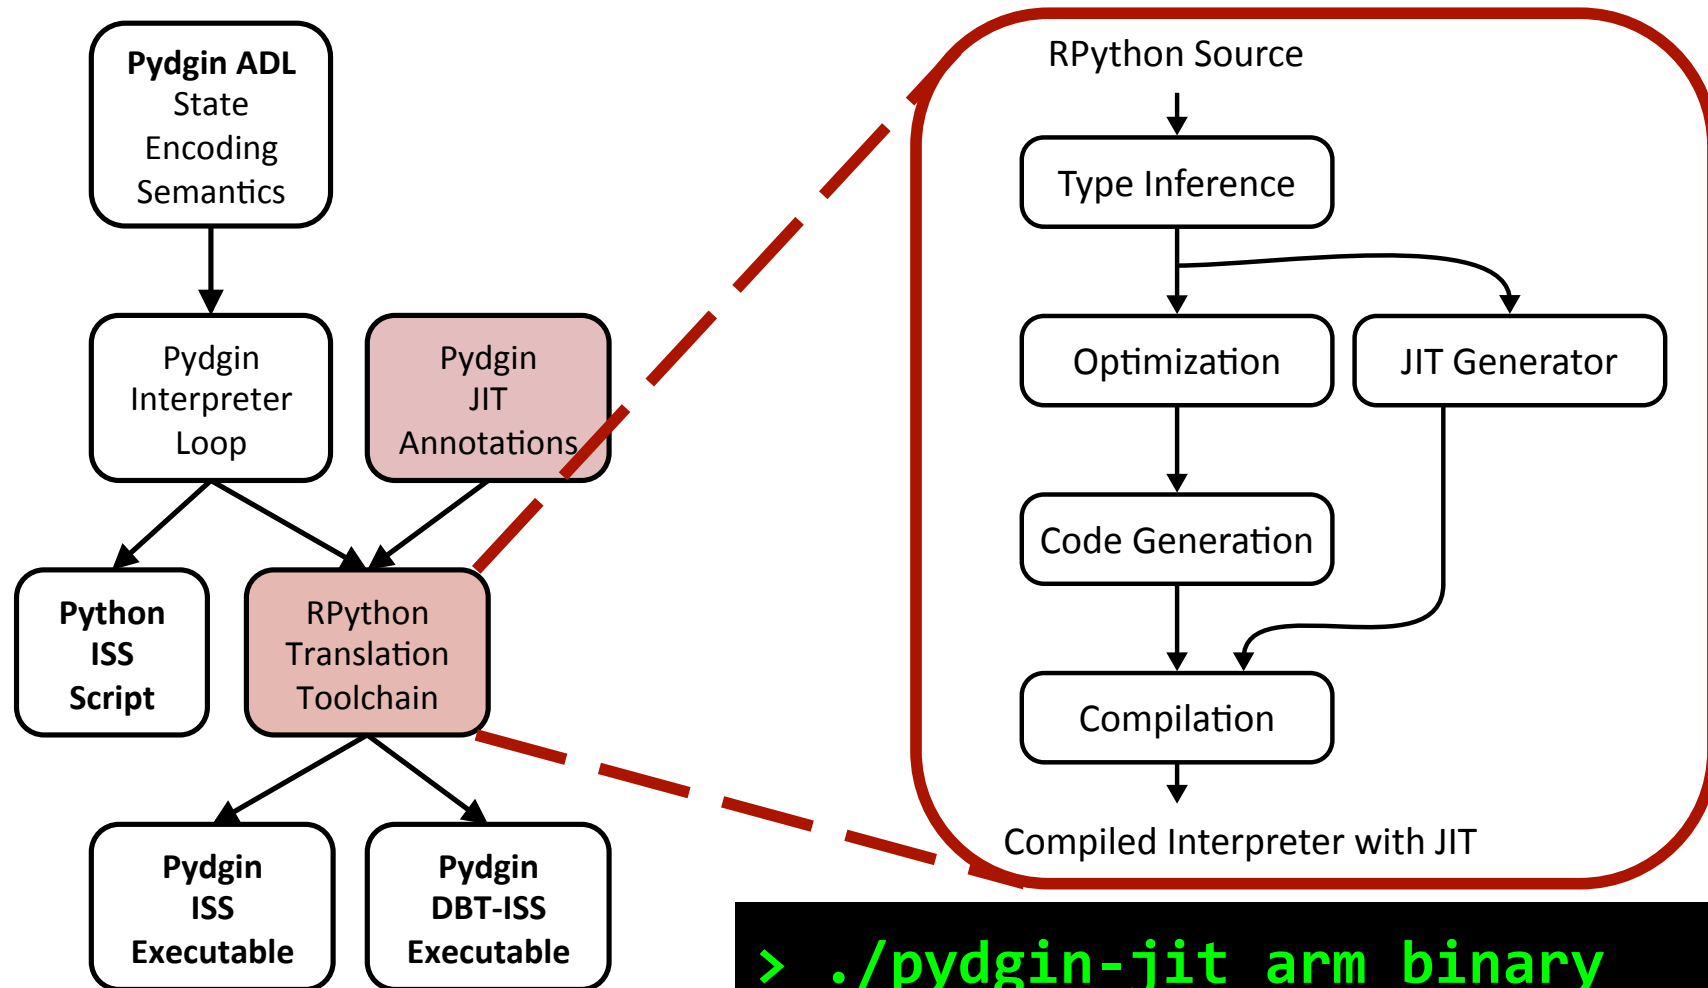 Pydgin ADL
State
Encoding
Semantics
Pydgin
Interpreter
Loop
Pydgin
JIT
Annotations
Python
ISS
Script
RPython
Translation
Toolchain
Pydgin
ISS
Executable
Pydgin
DBT-ISS
Executable
RPython Source
Type Inference
Optimization
JIT Generator
Code Generation
Compilation
Compiled Interpreter with JIT
> ./pydgin-jit arm binary